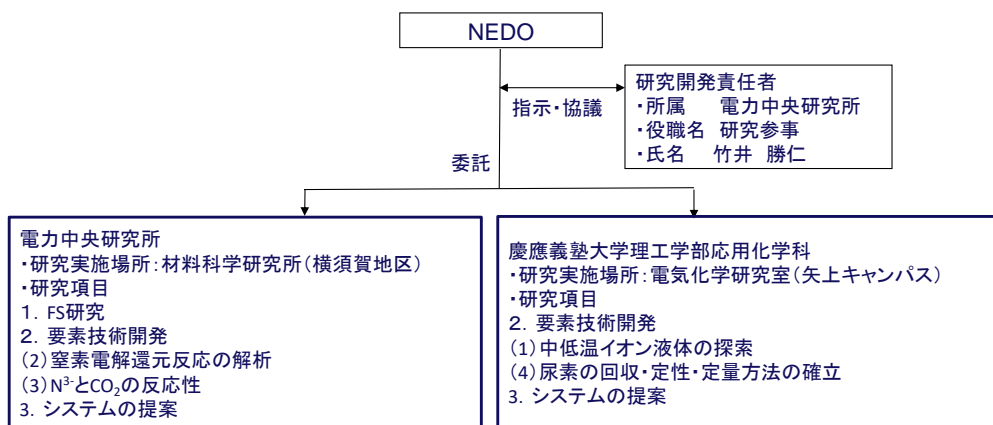 NEDO
指示・協議
研究開発責任者
・所属　　電力中央研究所
・役職名　研究参事
・氏名　　竹井　勝仁
委託
電力中央研究所
・研究実施場所：材料科学研究所（横須賀地区）
・研究項目
1．FS研究
2．要素技術開発
（2）窒素電解還元反応の解析
（3）N³⁻とCO₂の反応性
3．システムの提案
慶應義塾大学理工学部応用化学科
・研究実施場所：電気化学研究室（矢上キャンパス）
・研究項目
2．要素技術開発
（1）中低温イオン液体の探索
（4）尿素の回収・定性・定量方法の確立
3．システムの提案